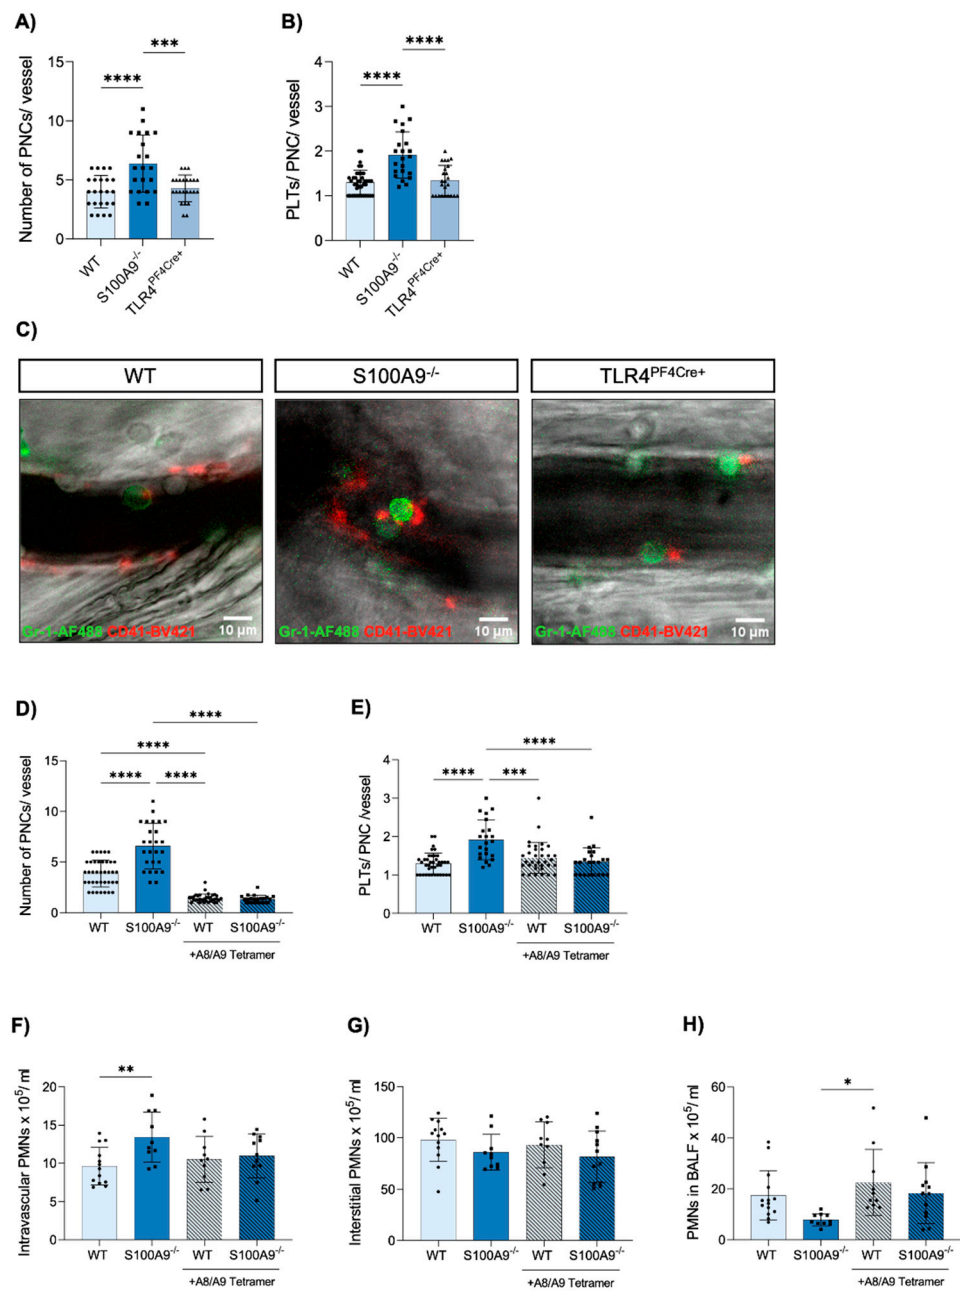 A)
B)
****
***
****
****
Number of PNCs/ vessel
15
10
5
0
WT
S100A9-/-
TLR4PF4Cre+
PLTs/ PNC/ vessel
4
3
2
1
0
WT
S100A9-/-
TLR4PF4Cre+
C)
WT
S100A9-/-
TLR4PF4Cre+
Gr-1-AF488 CD41-BV421
10 µm
Gr-1-AF488 CD41-BV421
10 µm
Gr-1-AF488 CD41-BV421
10 µm
D)
****
****
****
****
Number of PNCs/ vessel
15
10
5
0
WT
S100A9-/-
WT
S100A9-/-
+A8/A9 Tetramer
E)
****
****
***
PLTs/ PNC /vessel
4
3
2
1
0
WT
S100A9-/-
WT
S100A9-/-
+A8/A9 Tetramer
F)
**
Intravascular PMNs x 10⁵/ ml
20
15
10
5
0
WT
S100A9-/-
WT
S100A9-/-
+A8/A9 Tetramer
G)
Interstitial PMNs x 10⁵/ ml
150
100
50
0
WT
S100A9-/-
WT
S100A9-/-
+A8/A9 Tetramer
H)
*
PMNs in BALF x 10⁵/ ml
60
40
20
0
WT
S100A9-/-
WT
S100A9-/-
+A8/A9 Tetramer